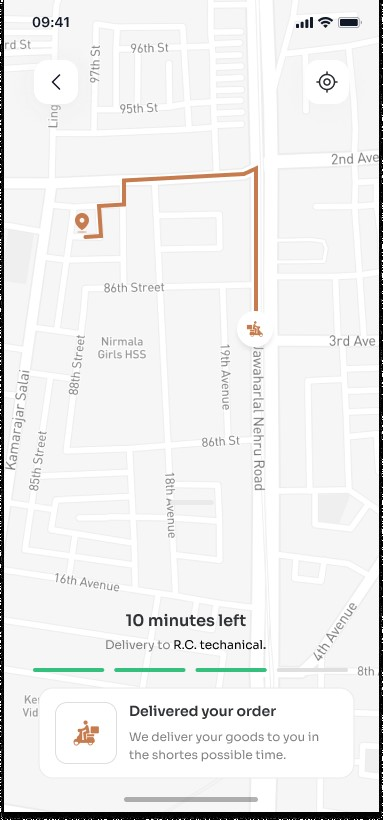 09:41
rd St
96th St
97th St
Ling
95th St
2nd Ave
86th Street
Nirmala
Girls HSS
3rd Ave
88th Street
19th Avenue
Jawaharlal Nehru Road
Kamarajar Salai
85th Street
86th St
18th Avenue
16th Avenue
10 minutes left
Delivery to R.C. techanical.
4th Avenue
8th
Ke
Vid
Delivered your order
We deliver your goods to you in
the shortes possible time.